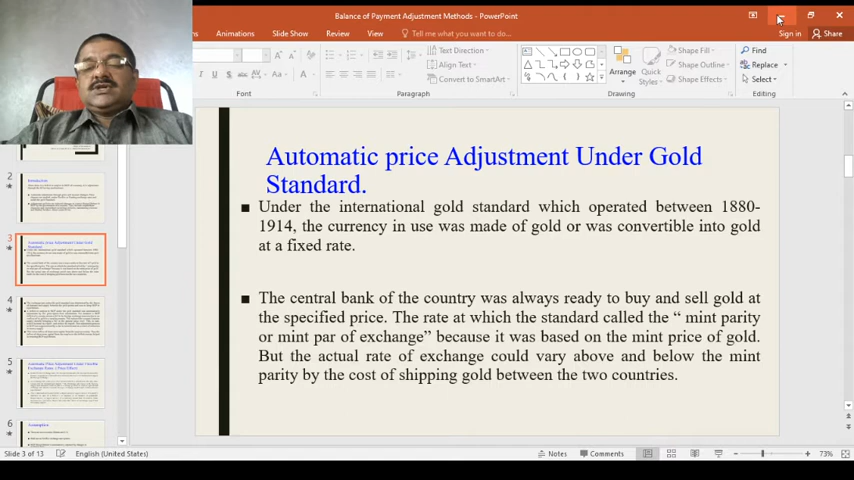 Balance of Payment Adjustment Methods - PowerPoint
Animations Slide Show Review View Tell me what you want to do... Sign in Share
Text Direction
Align Text
Convert to SmartArt
Arrange
Quick
Styles
Shape Fill
Shape Outline
Shape Effects
Find
Replace
Select
Font Paragraph Drawing Editing
Automatic price Adjustment Under Gold
Standard.
Under the international gold standard which operated between 1880-
1914, the currency in use was made of gold or was convertible into gold
at a fixed rate.
The central bank of the country was always ready to buy and sell gold at
the specified price. The rate at which the standard called the “ mint parity
or mint par of exchange” because it was based on the mint price of gold.
But the actual rate of exchange could vary above and below the mint
parity by the cost of shipping gold between the two countries.
2
3
4
5
6
Slide 3 of 13 English (United States) Notes Comments 73%